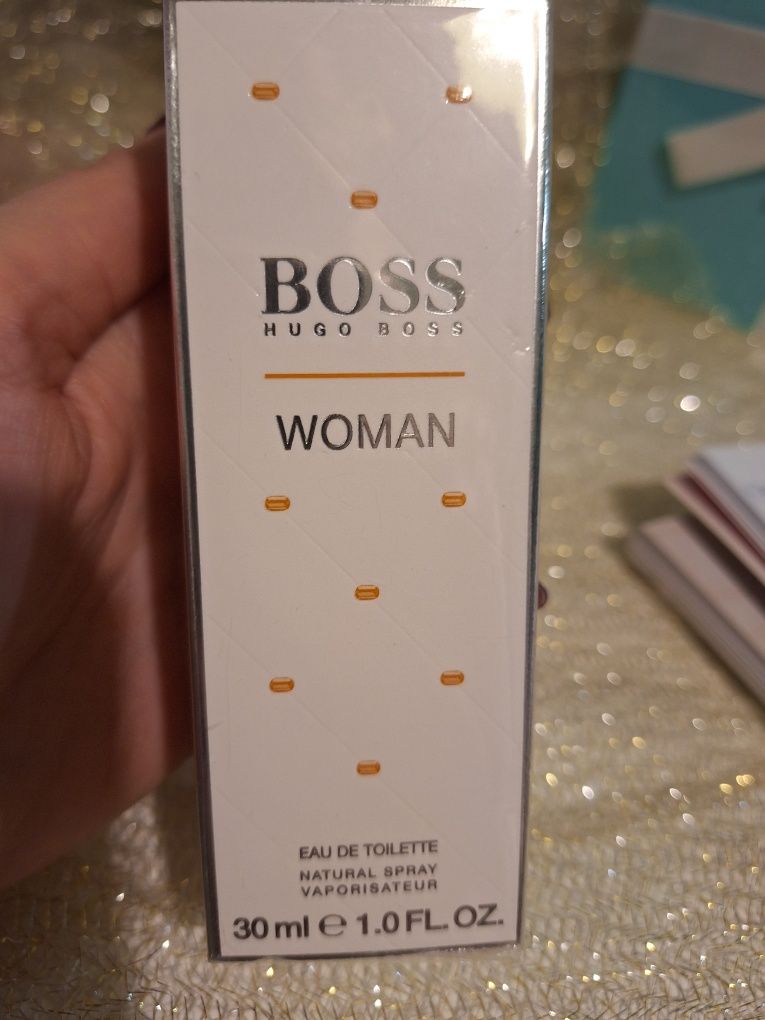 BOSS
HUGO BOSS
WOMAN
EAU DE TOILETTE
NATURAL SPRAY
VAPORISATEUR
30 ml ℮ 1.0 FL. OZ.